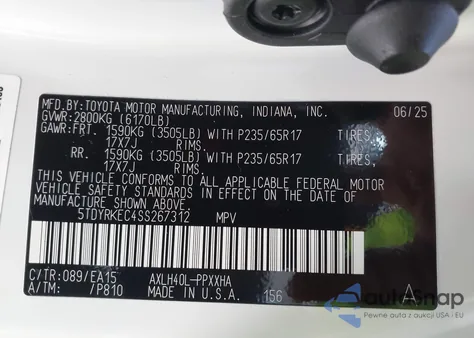 MFD.BY:TOYOTA MOTOR MANUFACTURING, INDIANA, INC. 06/25
GVWR:2800KG (6170LB)
GAWR:FRT. 1590KG (3505LB) WITH P235/65R17 TIRES,
17X7J RIMS.
RR. 1590KG (3505LB) WITH P235/65R17 TIRES,
17X7J RIMS.
THIS VEHICLE CONFORMS TO ALL APPLICABLE FEDERAL MOTOR
VEHICLE SAFETY STANDARDS IN EFFECT ON THE DATE OF
MANUFACTURE SHOWN ABOVE.
5TDYRKEC4SS267312 MPV
C/TR:089/EA15 AXLH40L-PPXXHA
A/TM: /P810 MADE IN U.S.A. 156 A
autoSnap
Pewne auto z USA i EU